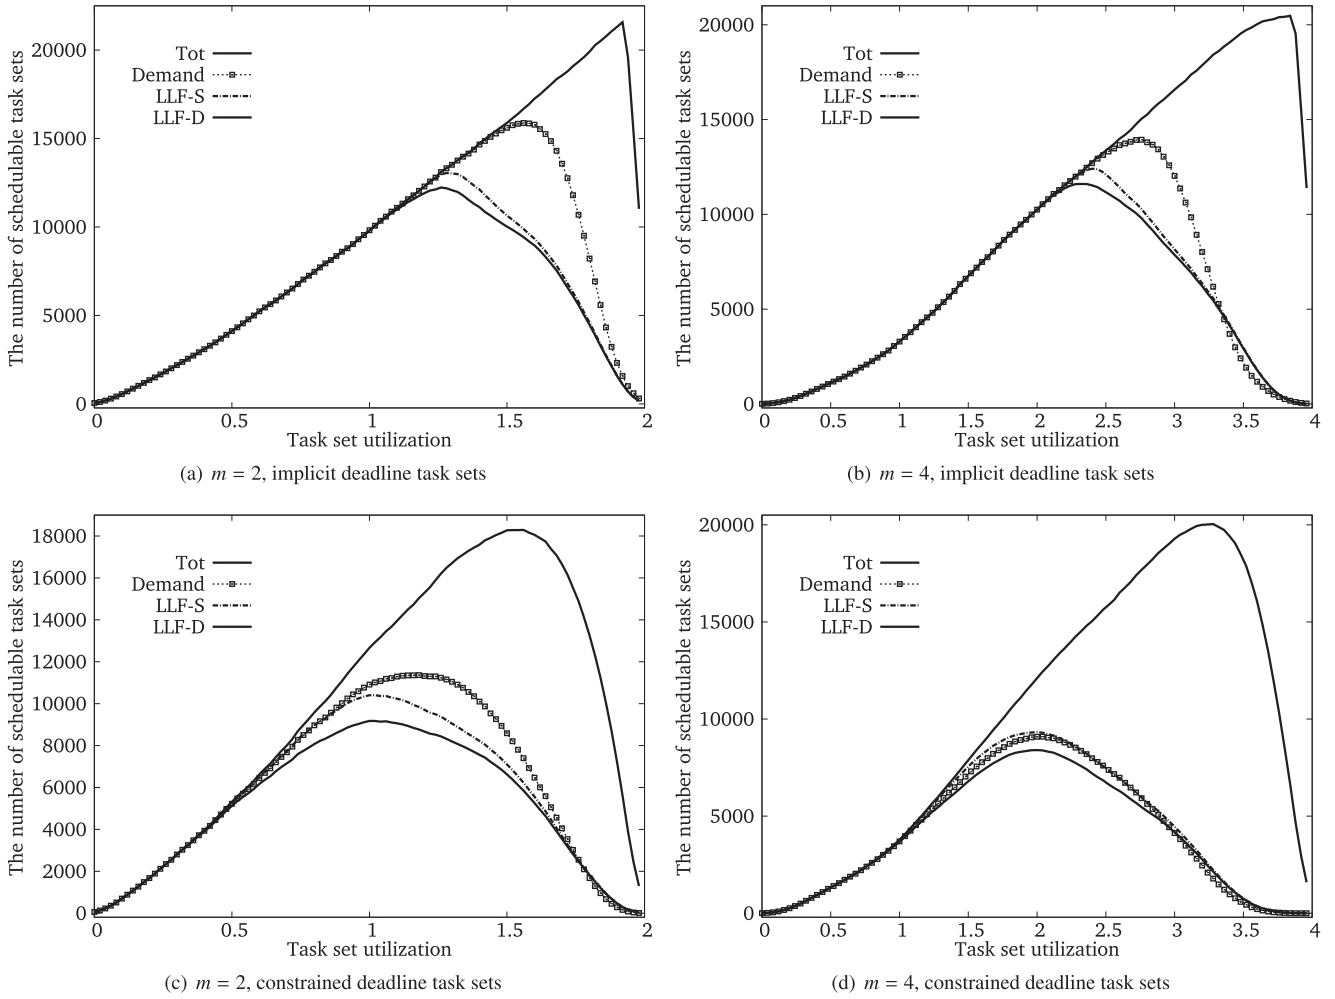 The number of schedulable task sets
20000
15000
10000
5000
0
Tot
Demand
LLF-S
LLF-D
0 0.5 1 1.5 2
Task set utilization
(a) m = 2, implicit deadline task sets
The number of schedulable task sets
20000
15000
10000
5000
0
Tot
Demand
LLF-S
LLF-D
0 0.5 1 1.5 2 2.5 3 3.5 4
Task set utilization
(b) m = 4, implicit deadline task sets
The number of schedulable task sets
18000
16000
14000
12000
10000
8000
6000
4000
2000
0
Tot
Demand
LLF-S
LLF-D
0 0.5 1 1.5 2
Task set utilization
(c) m = 2, constrained deadline task sets
The number of schedulable task sets
20000
15000
10000
5000
0
Tot
Demand
LLF-S
LLF-D
0 0.5 1 1.5 2 2.5 3 3.5 4
Task set utilization
(d) m = 4, constrained deadline task sets